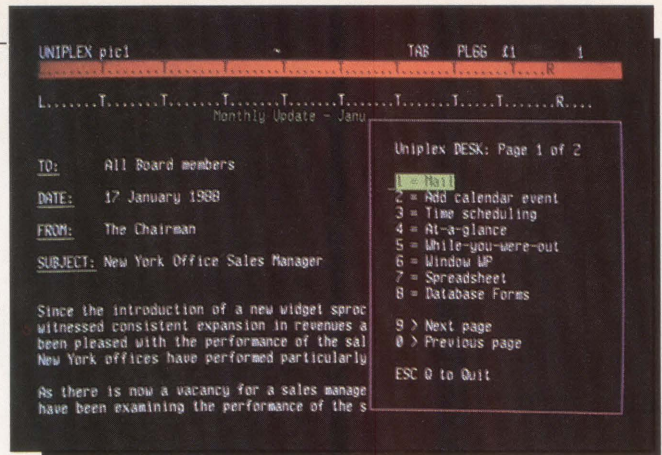 UNIPLEX pic1 ~ TAB PLGG £1 1
.......T.......T.......T.......T.......T.......T.......T.......T.......R
L.......T.......T.......T.......T.......T.......T.......T.....T.......R....
Monthly Update - Janu
TO: All Board members
DATE: 17 January 1988
FROM: The Chairman
SUBJECT: New York Office Sales Manager
Since the introduction of a new widget sproc
witnessed consistent expansion in revenues a
been pleased with the performance of the sal
New York offices have performed particularly
As there is now a vacancy for a sales manage
have been examining the performance of the s
Uniplex DESK: Page 1 of 2
1 = Mail
2 = Add calendar event
3 = Time scheduling
4 = At-a-glance
5 = While-you-were-out
6 = Window WP
7 = Spreadsheet
8 = Database Forms
9 > Next page
0 > Previous page
ESC Q to Quit